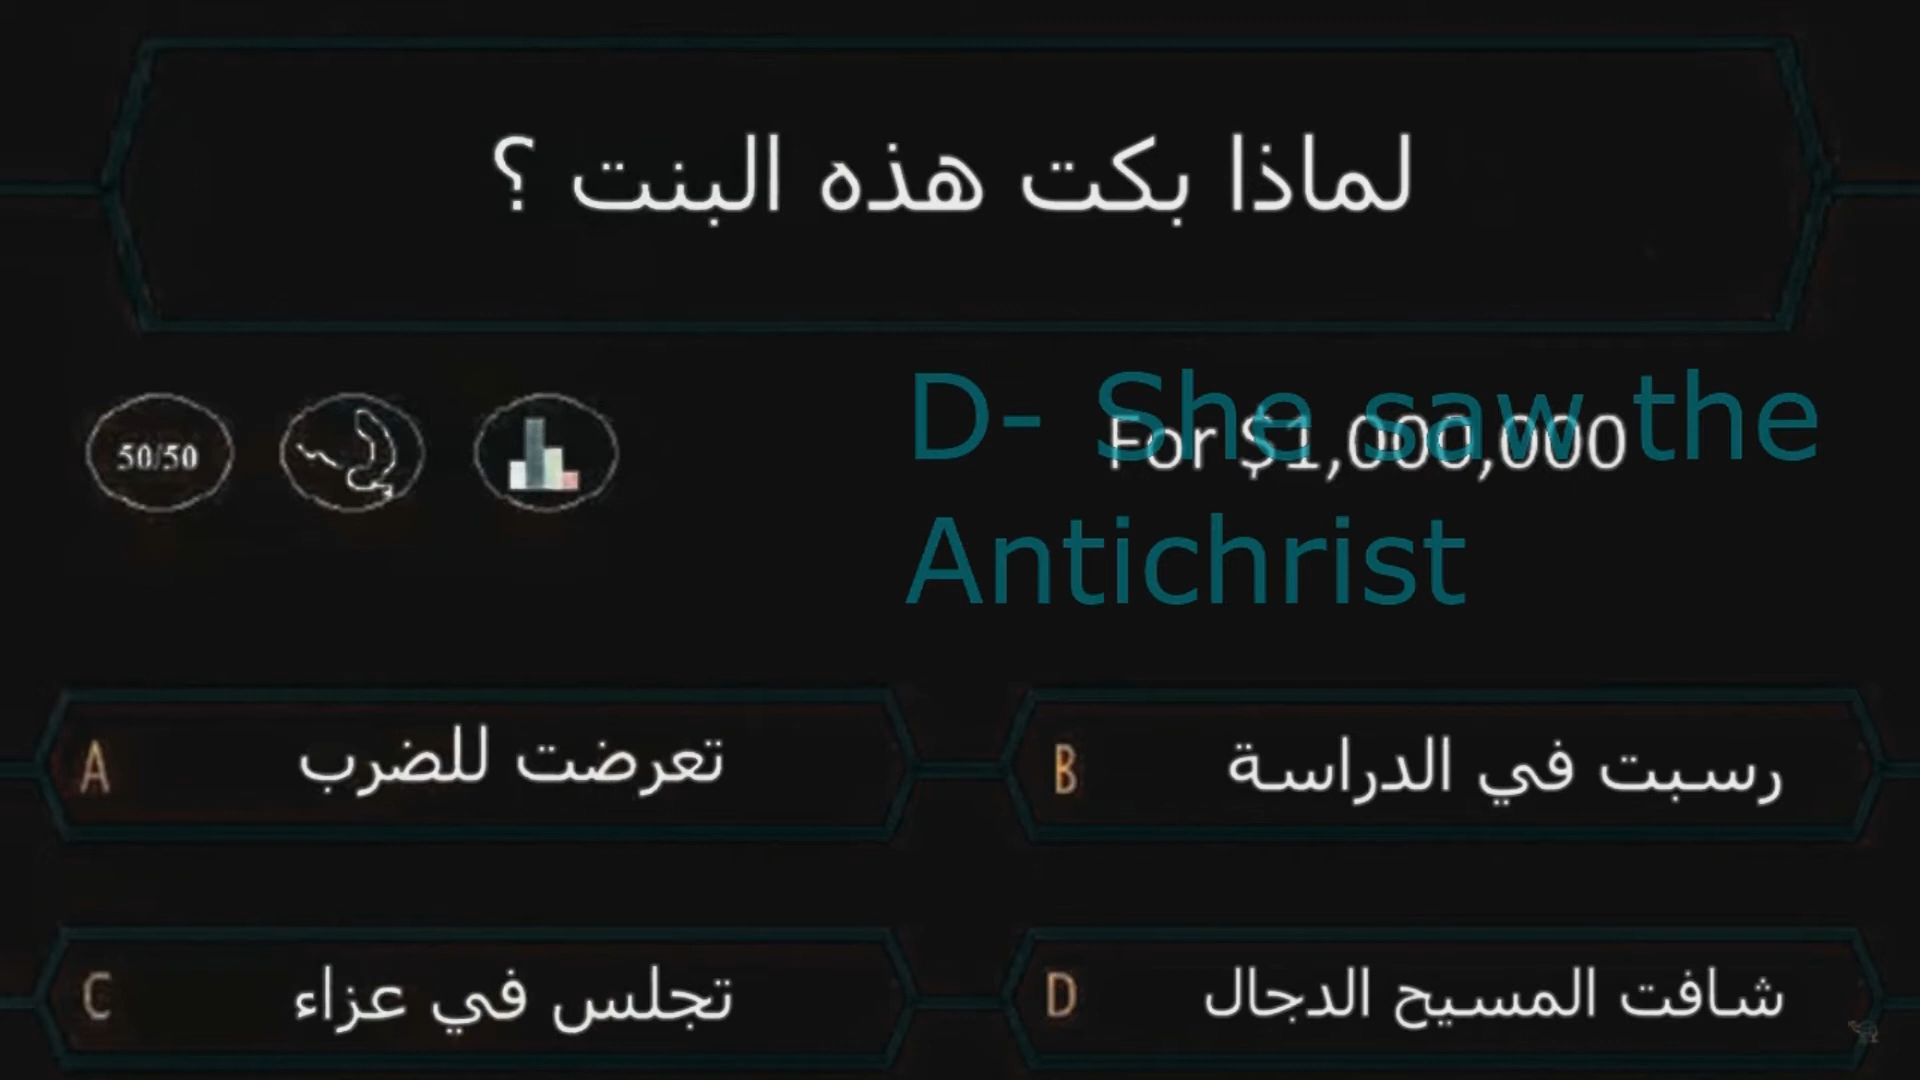 لماذا بكت هذه البنت ؟
50/50
For $1,000,000
D- She saw the
Antichrist
A تعرضت للضرب
B رسبت في الدراسة
C تجلس في عزاء
D شافت المسيح الدجال